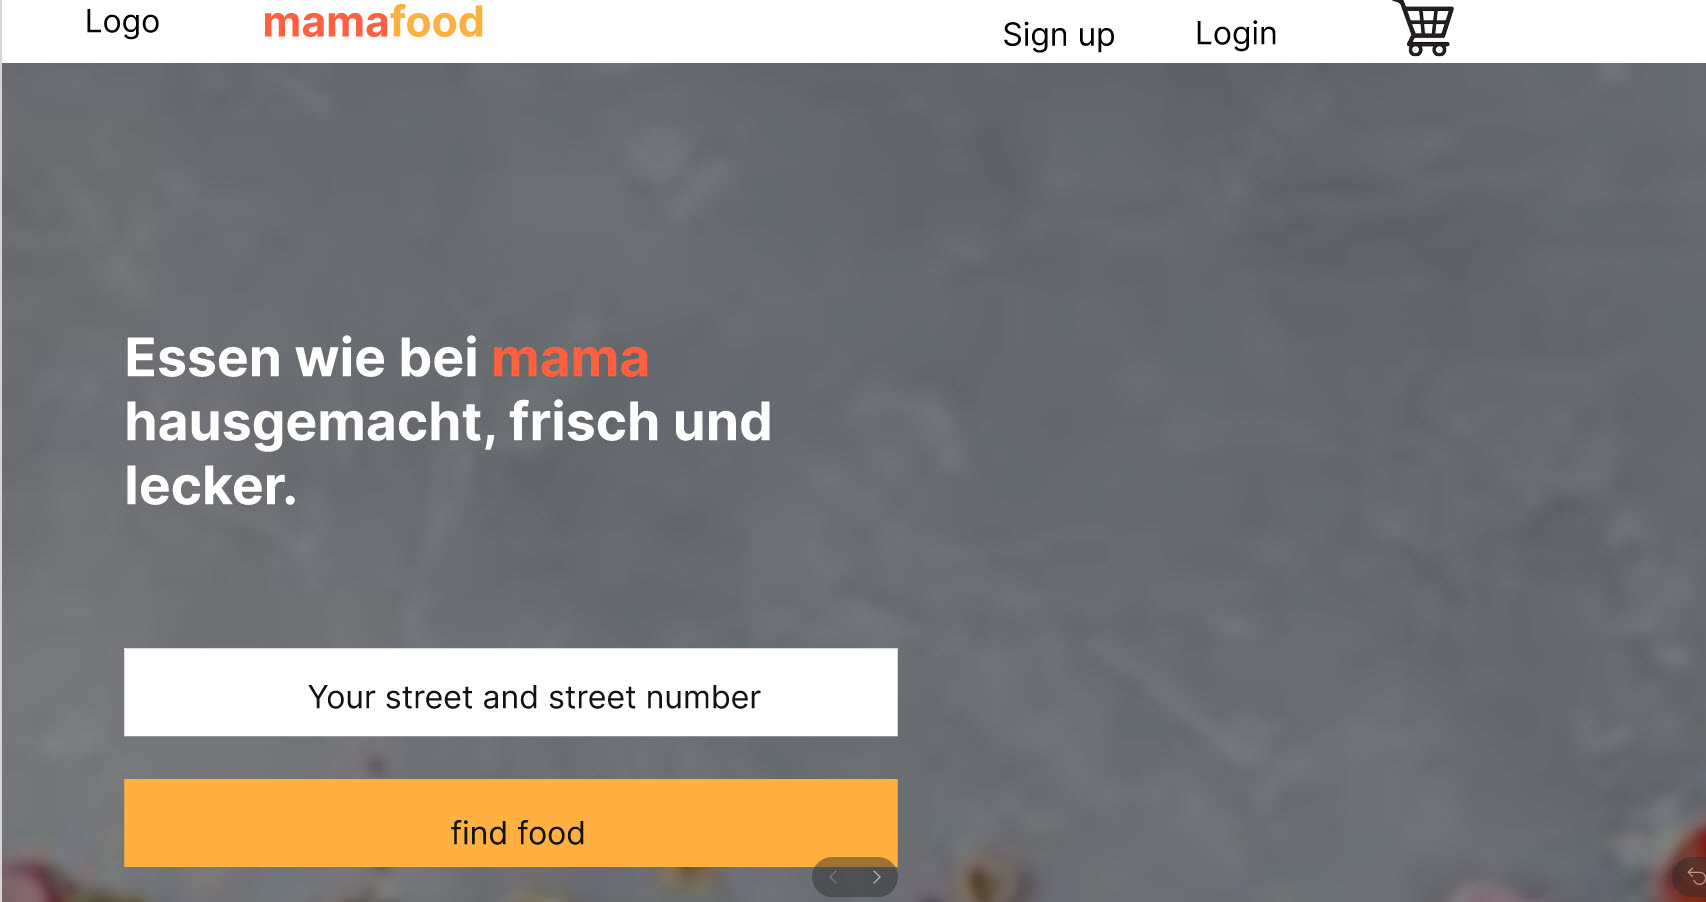 Logo
mamafood
Sign up
Login
Essen wie bei mama
hausgemacht, frisch und
lecker.
Your street and street number
find food